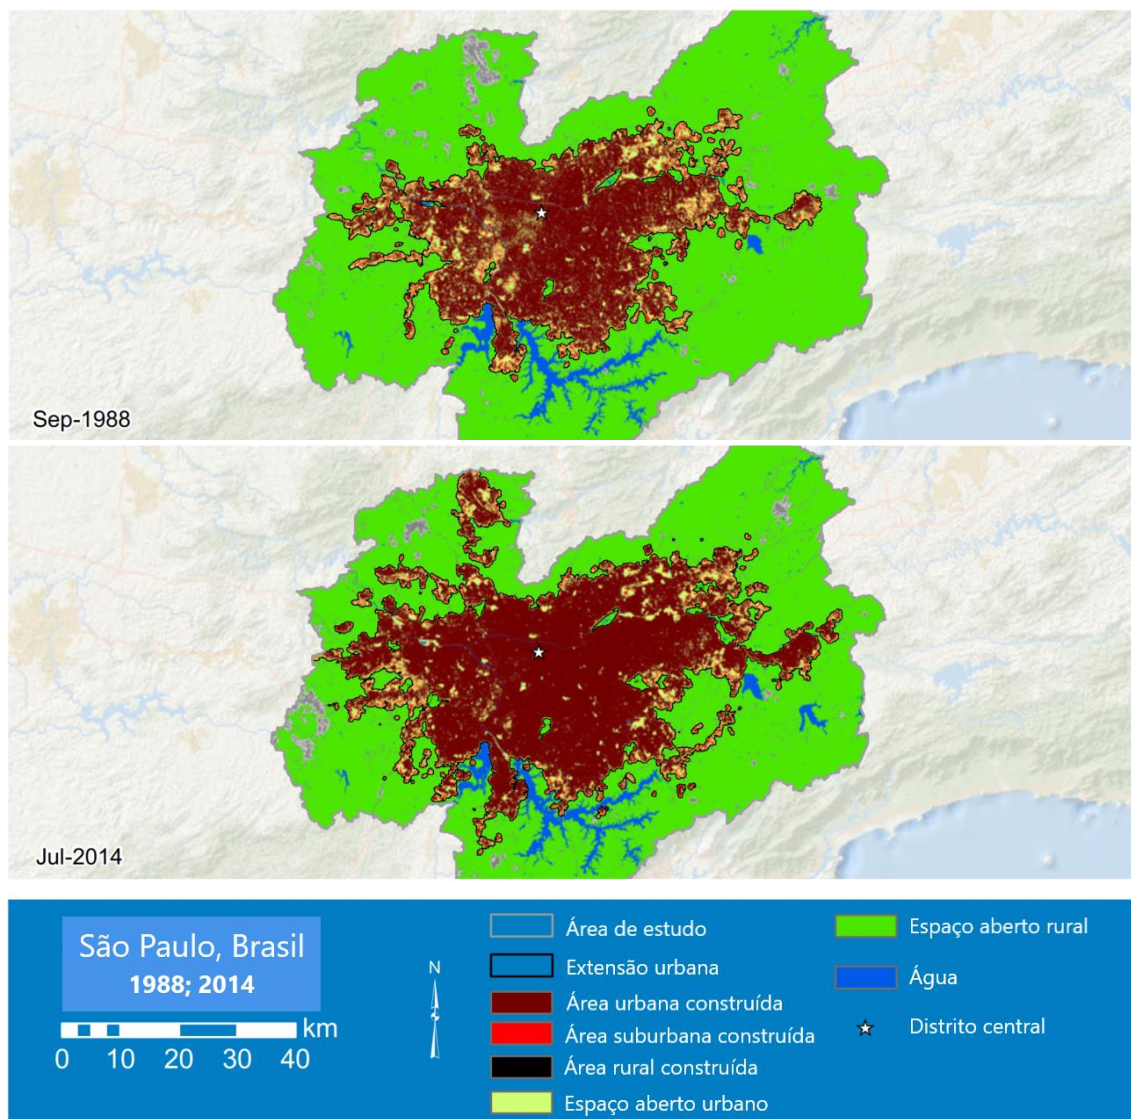 Sep-1988
Jul-2014
São Paulo, Brasil
1988; 2014
km
0 10 20 30 40
N
Área de estudo
Extensão urbana
Área urbana construída
Área suburbana construída
Área rural construída
Espaço aberto urbano
Espaço aberto rural
Água
Distrito central